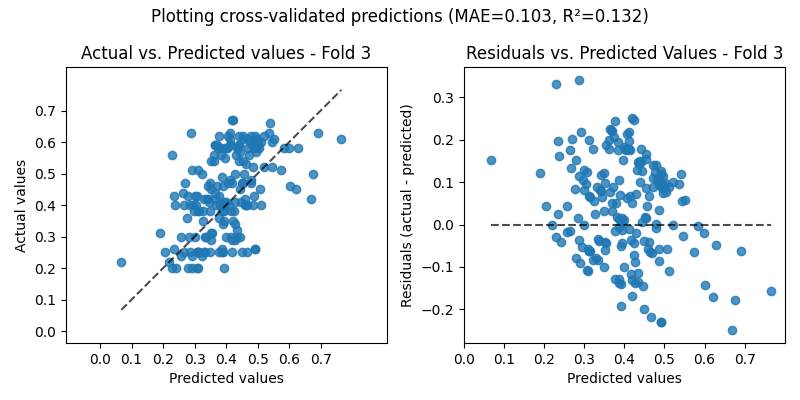 Plotting cross-validated predictions (MAE=0.103, R²=0.132)
Actual vs. Predicted values - Fold 3
Actual values
0.7
0.6
0.5
0.4
0.3
0.2
0.1
0.0
0.0 0.1 0.2 0.3 0.4 0.5 0.6 0.7
Predicted values
Residuals vs. Predicted Values - Fold 3
Residuals (actual - predicted)
0.3
0.2
0.1
0.0
−0.1
−0.2
0.0 0.1 0.2 0.3 0.4 0.5 0.6 0.7
Predicted values